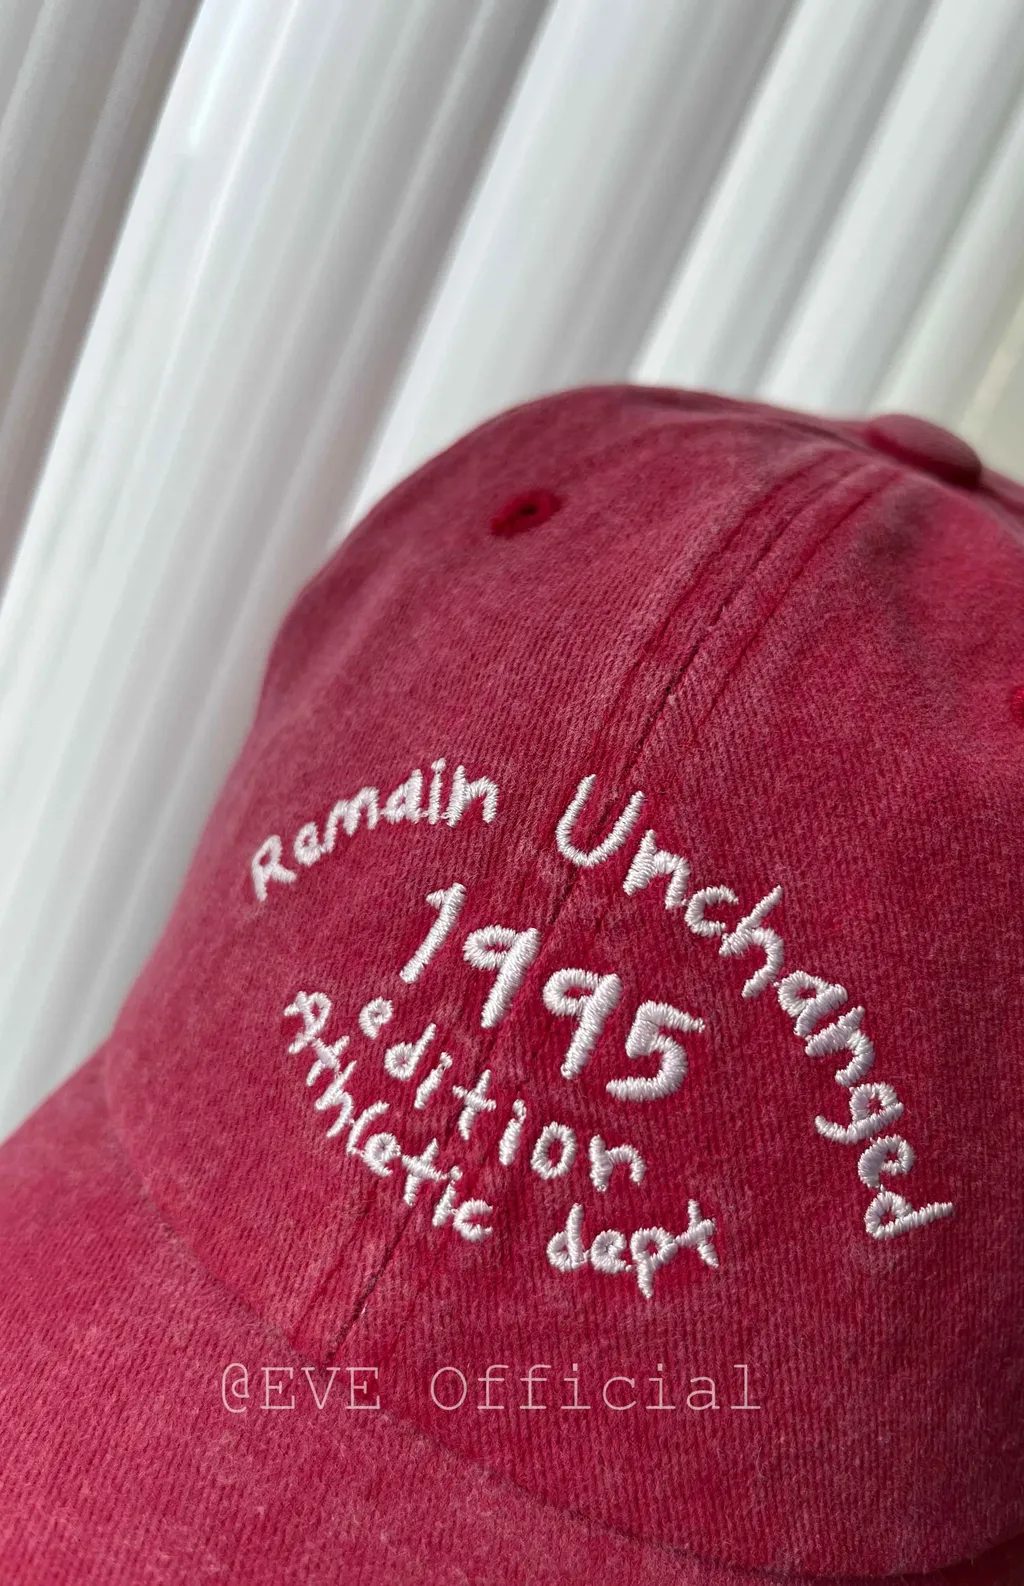 Remain Unchanged
1995
edition
Athletic dept
@EVE Official